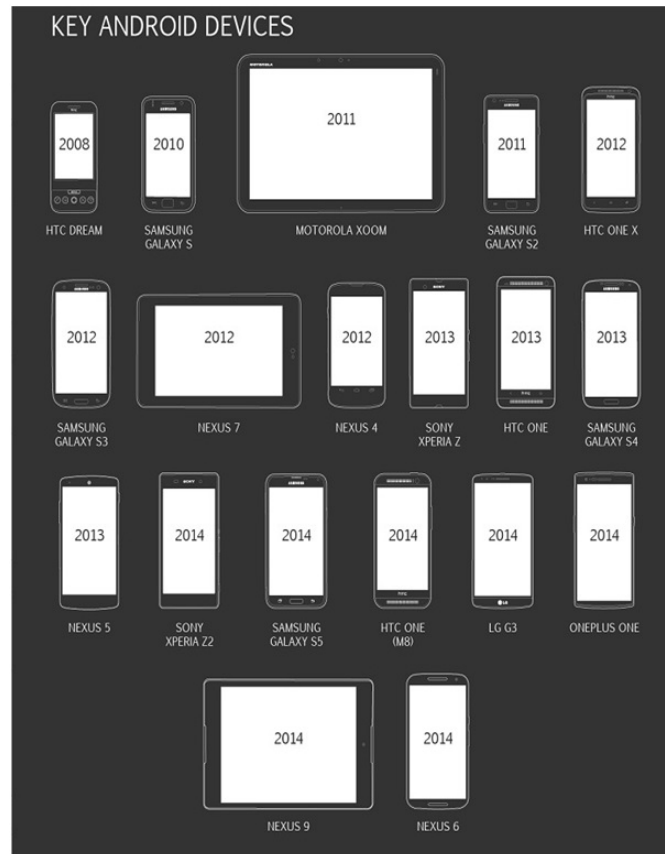 KEY ANDROID DEVICES
2008
2010
2011
2011
2012
HTC DREAM
SAMSUNG
GALAXY S
MOTOROLA XOOM
SAMSUNG
GALAXY S2
HTC ONE X
2012
2012
2012
2013
2013
2013
SAMSUNG
GALAXY S3
NEXUS 7
NEXUS 4
SONY
XPERIA Z
HTC ONE
SAMSUNG
GALAXY S4
2013
2014
2014
2014
2014
2014
NEXUS 5
SONY
XPERIA Z2
SAMSUNG
GALAXY S5
HTC ONE
(M8)
LG G3
ONEPLUS ONE
2014
2014
NEXUS 9
NEXUS 6